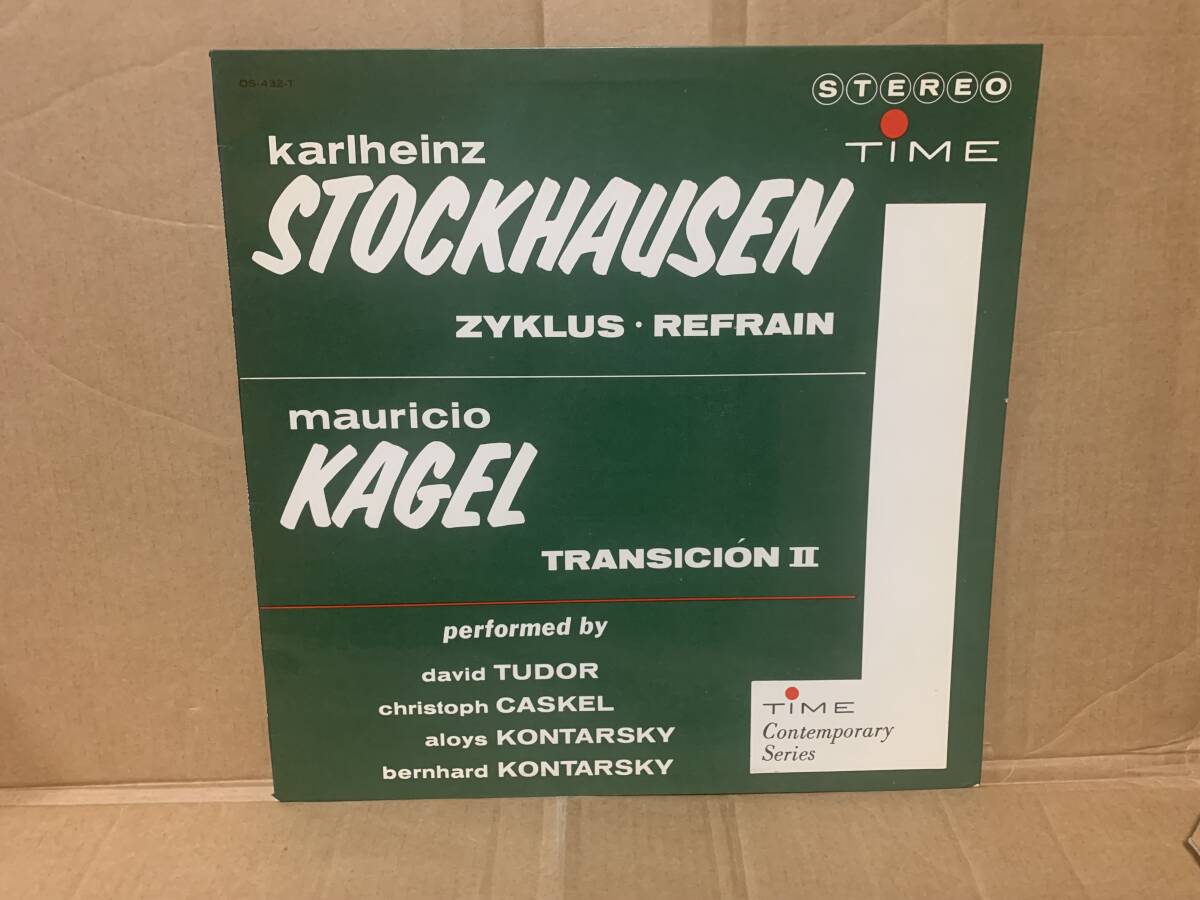 OS-432-T
STEREO
TIME
karlheinz
STOCKHAUSEN
ZYKLUS · REFRAIN
mauricio
KAGEL
TRANSICIÓN II
performed by
david TUDOR
christoph CASKEL
aloys KONTARSKY
bernhard KONTARSKY
TIME
Contemporary
Series